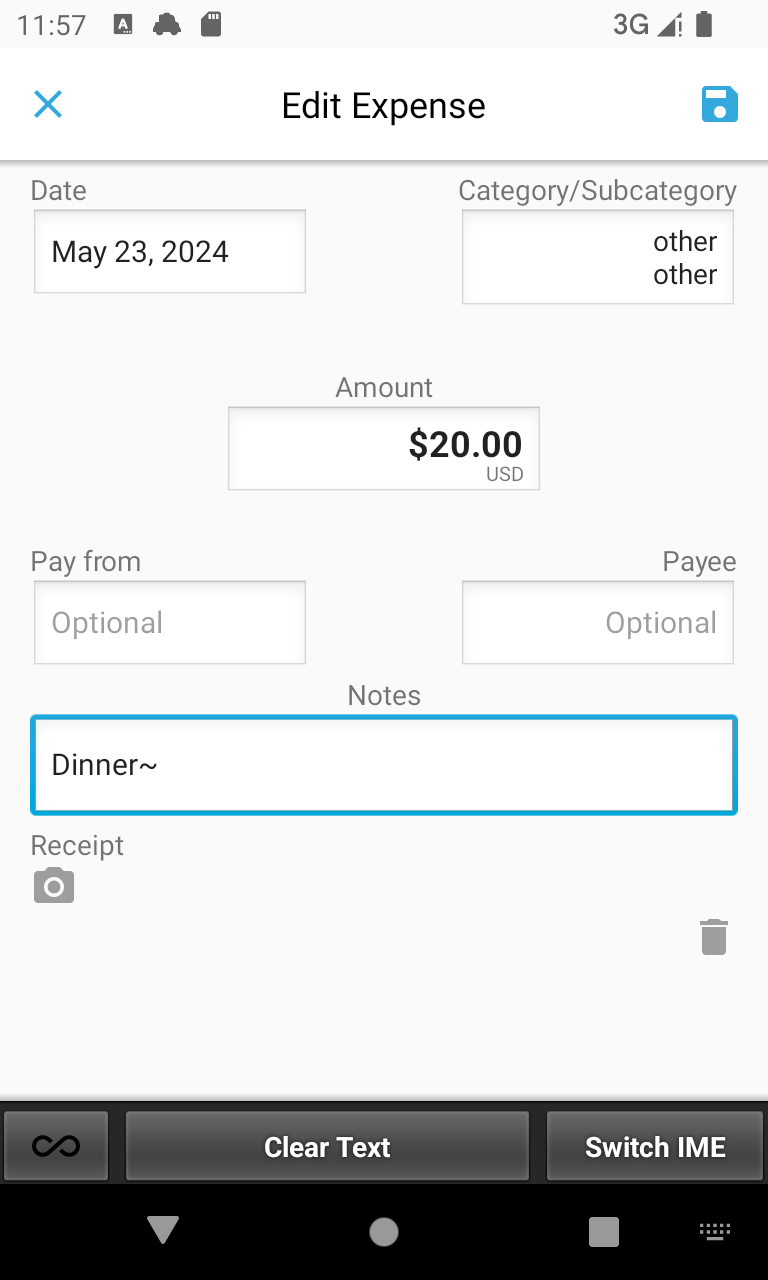 11:57
3G
Edit Expense
Date
Category/Subcategory
May 23, 2024
other
other
Amount
$20.00
USD
Pay from
Payee
Optional
Optional
Notes
Dinner~
Receipt
Clear Text
Switch IME